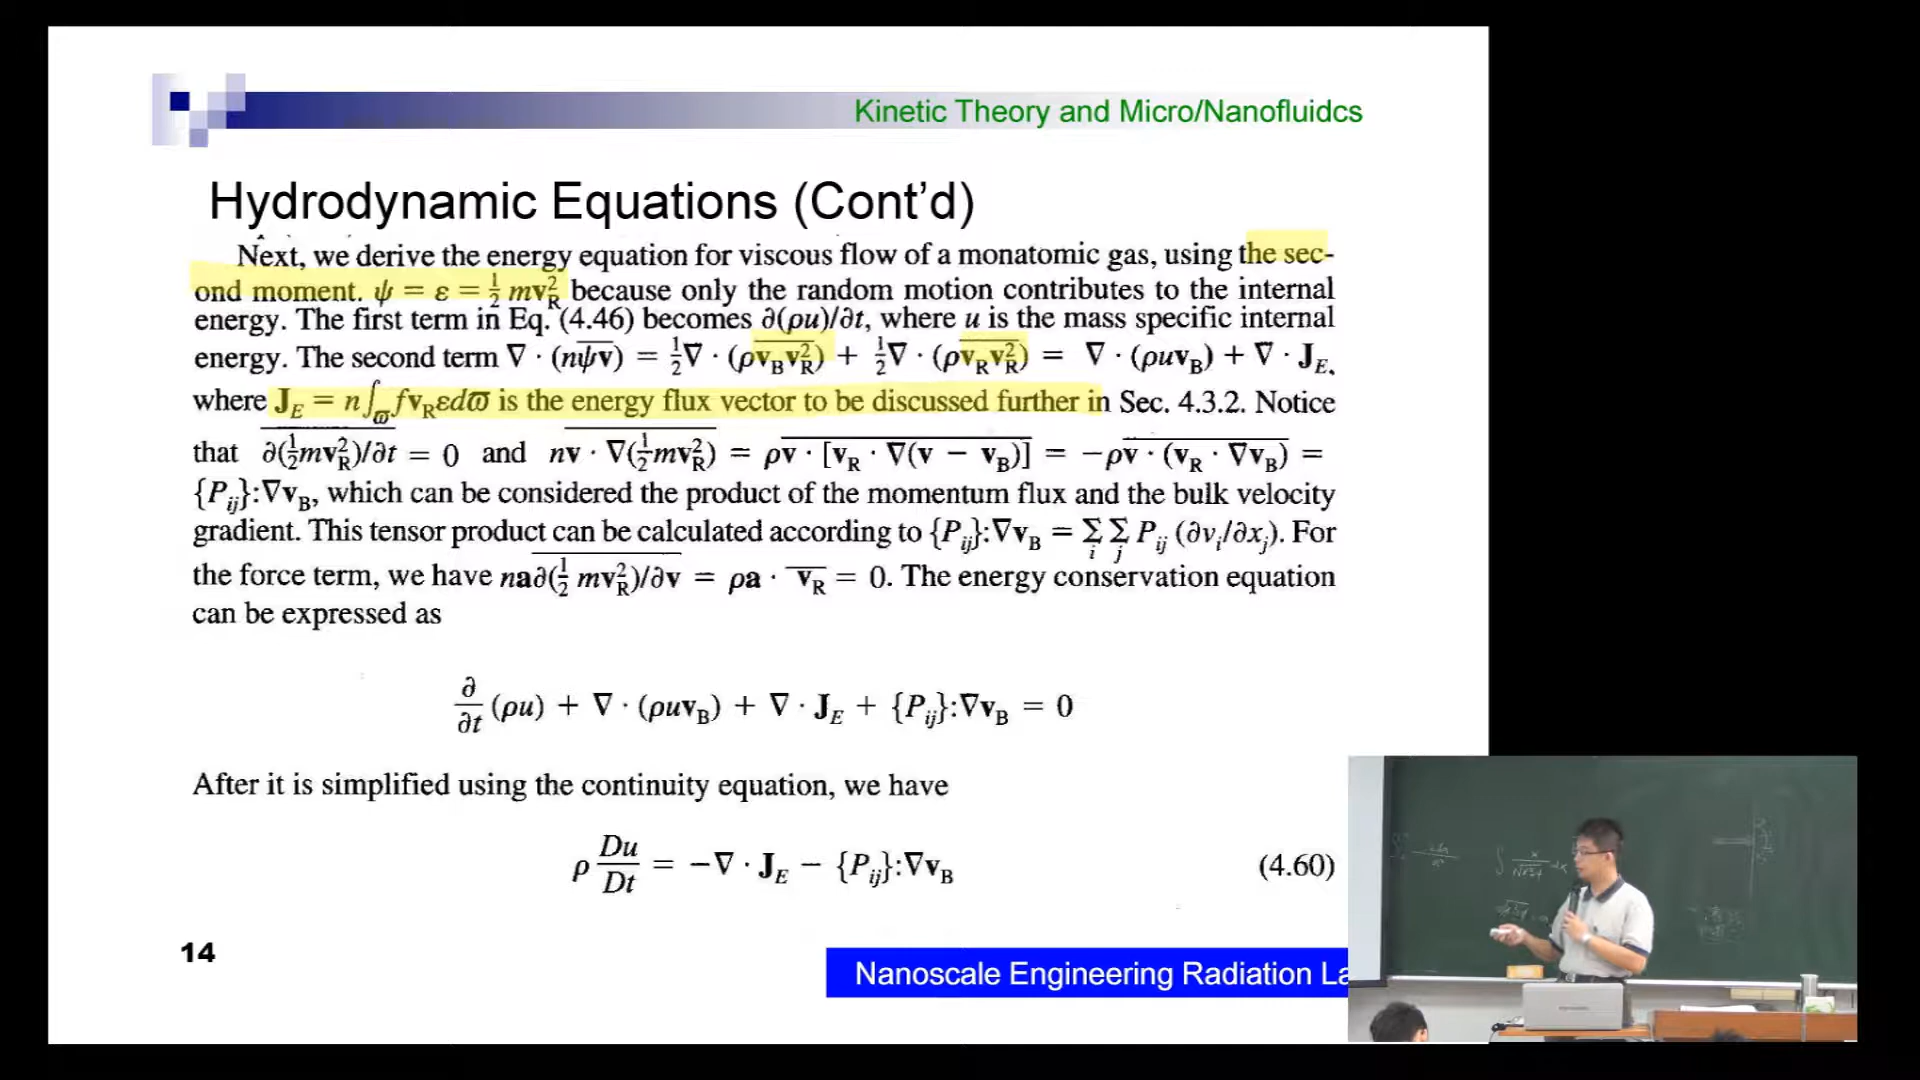 Kinetic Theory and Micro/Nanofluidcs
Hydrodynamic Equations (Cont'd)
Next, we derive the energy equation for viscous flow of a monatomic gas, using the sec-
ond moment. ψ = ε = ½ mv_R² because only the random motion contributes to the internal
energy. The first term in Eq. (4.46) becomes ∂(ρu)/∂t, where u is the mass specific internal
energy. The second term ∇ · (nψv̅) = ½∇ · (ρv_Bv_R²) + ½∇ · (ρv_Rv_R²) = ∇ · (ρuv_B) + ∇ · J_E,
where J_E = n∫_ϖ fv_Rεdϖ is the energy flux vector to be discussed further in Sec. 4.3.2. Notice
that ∂(½mv_R²)/∂t = 0 and nv · ∇(½mv_R²) = ρv · [v_R · ∇(v − v_B)] = −ρv · (v_R · ∇v_B) =
{P_ij}:∇v_B, which can be considered the product of the momentum flux and the bulk velocity
gradient. This tensor product can be calculated according to {P_ij}:∇v_B = Σ_i Σ_j P_ij (∂v_i/∂x_j). For
the force term, we have na∂(½ mv_R²)/∂v = ρa · v_R = 0. The energy conservation equation
can be expressed as
∂/∂t (ρu) + ∇ · (ρuv_B) + ∇ · J_E + {P_ij}:∇v_B = 0
After it is simplified using the continuity equation, we have
ρ Du/Dt = −∇ · J_E − {P_ij}:∇v_B (4.60)
14
Nanoscale Engineering Radiation La